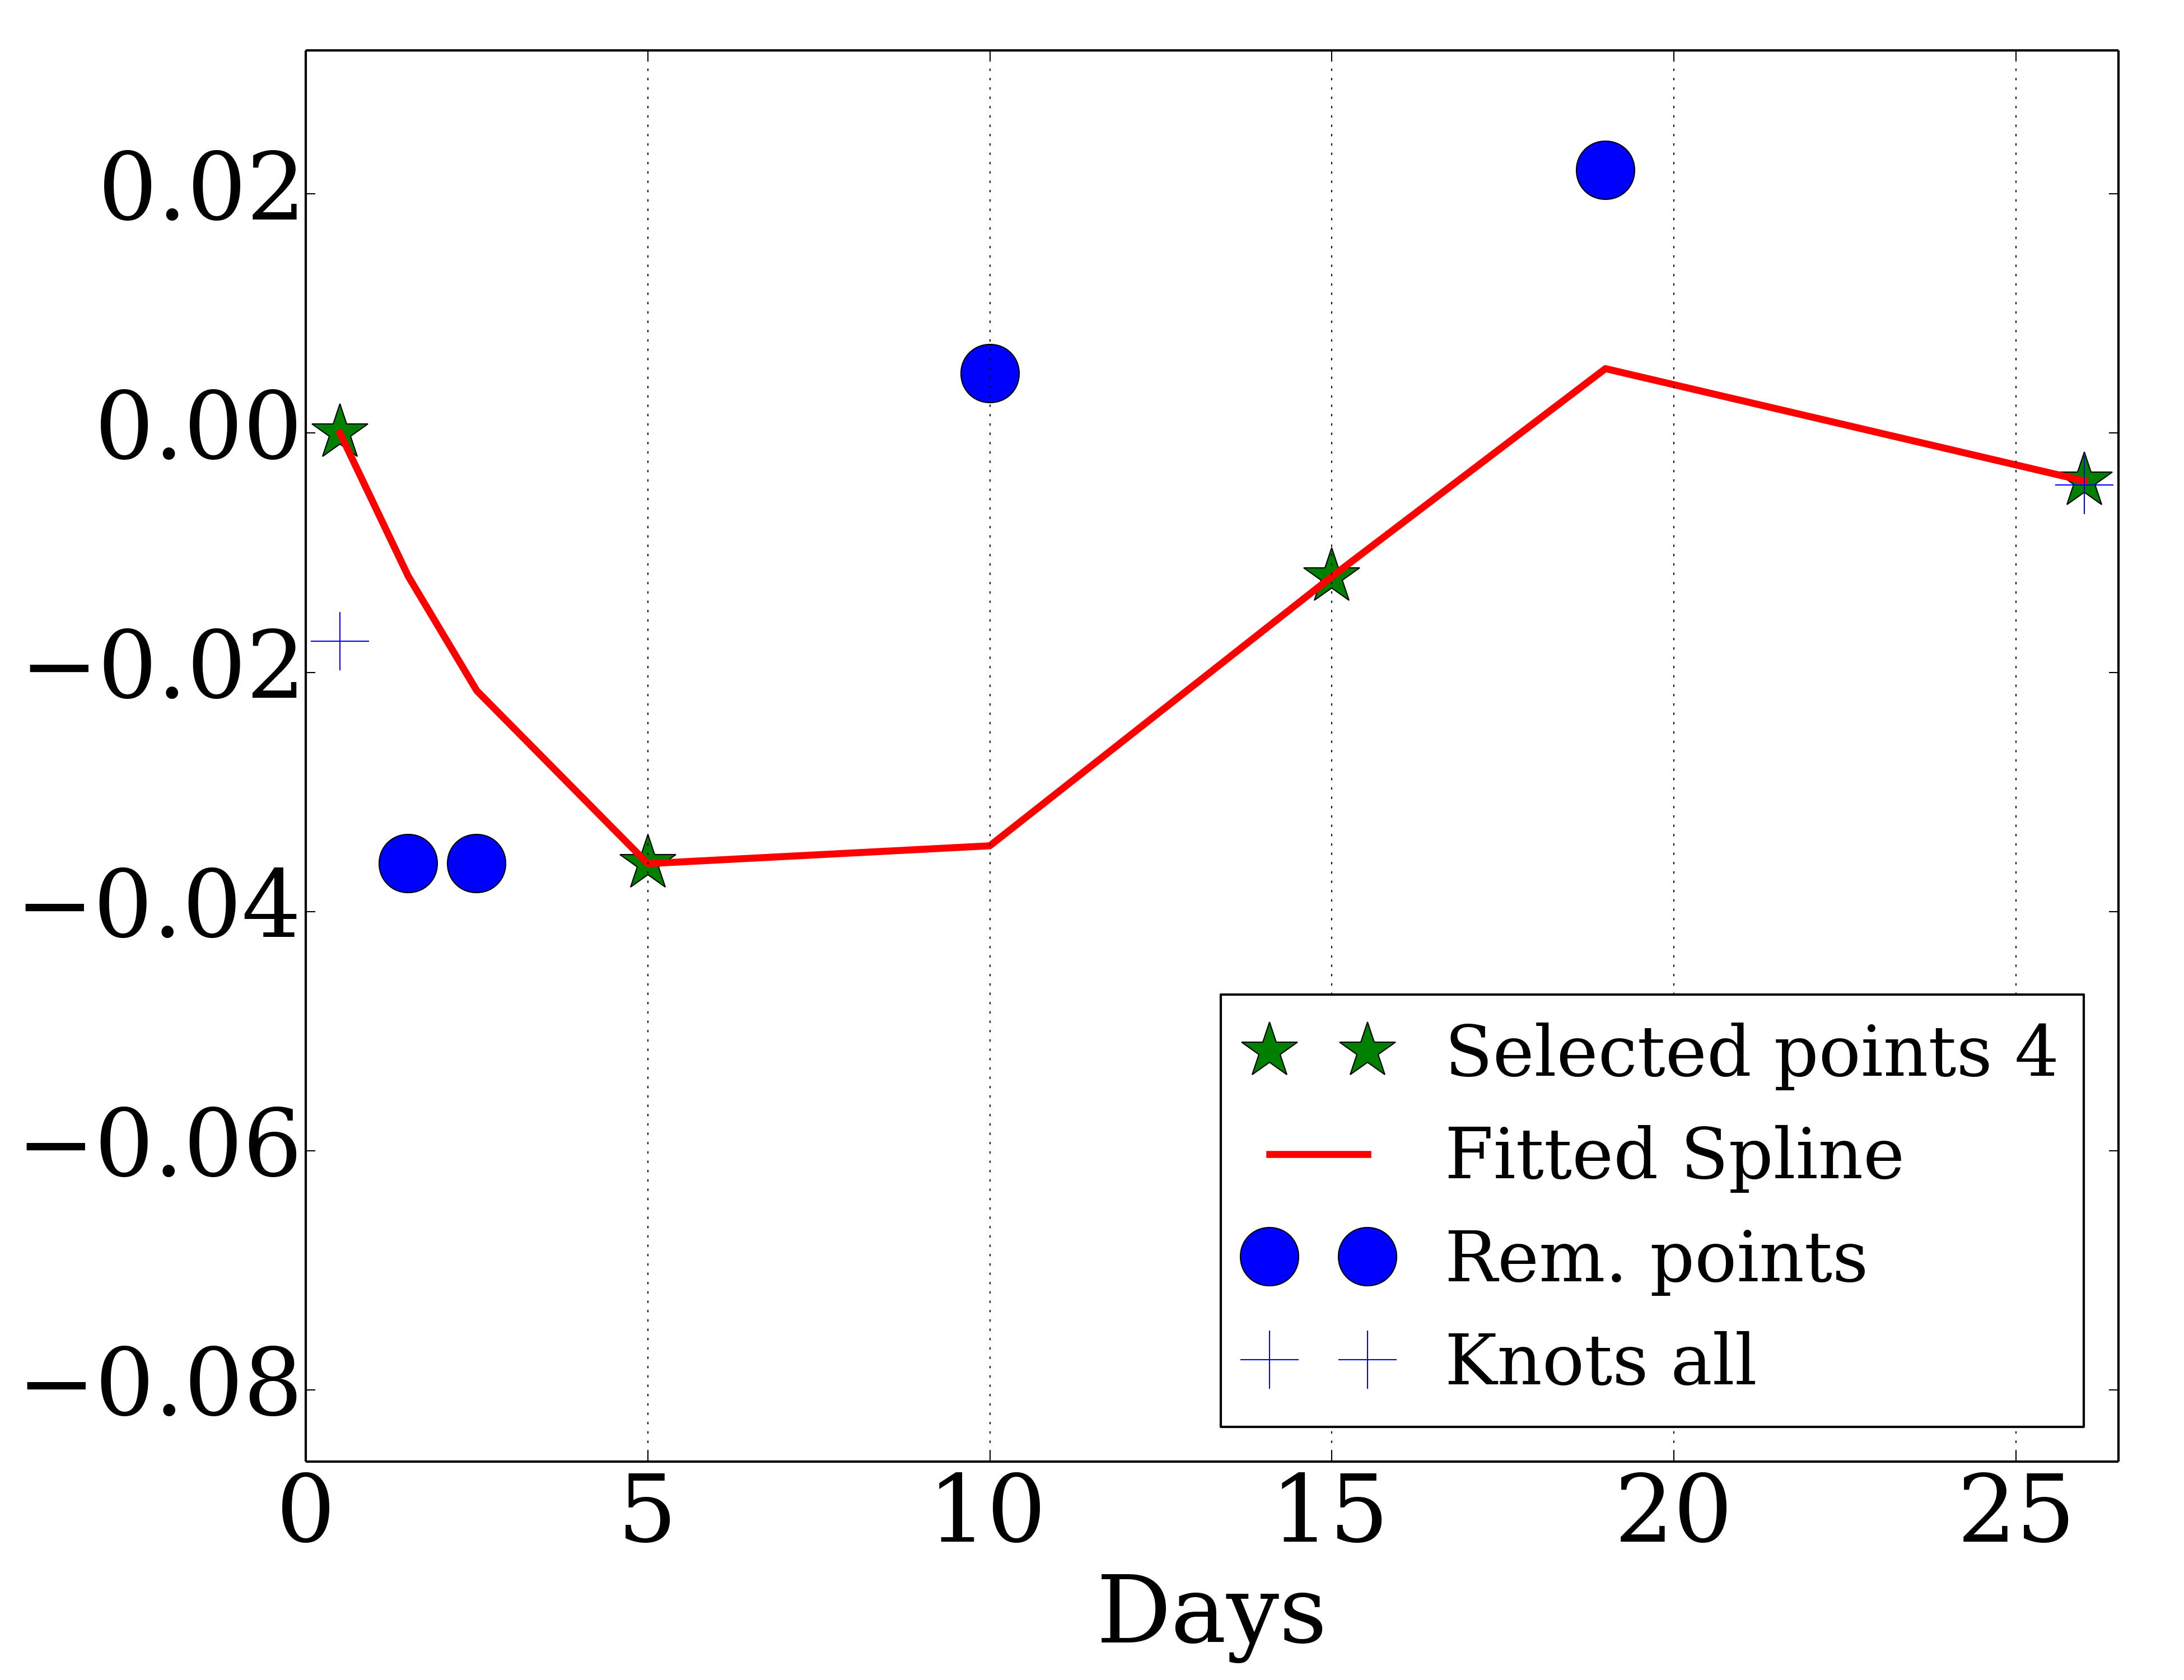 0.02
0.00
−0.02
−0.04
−0.06
−0.08
Selected points 4
Fitted Spline
Rem. points
Knots all
0 5 10 15 20 25
Days